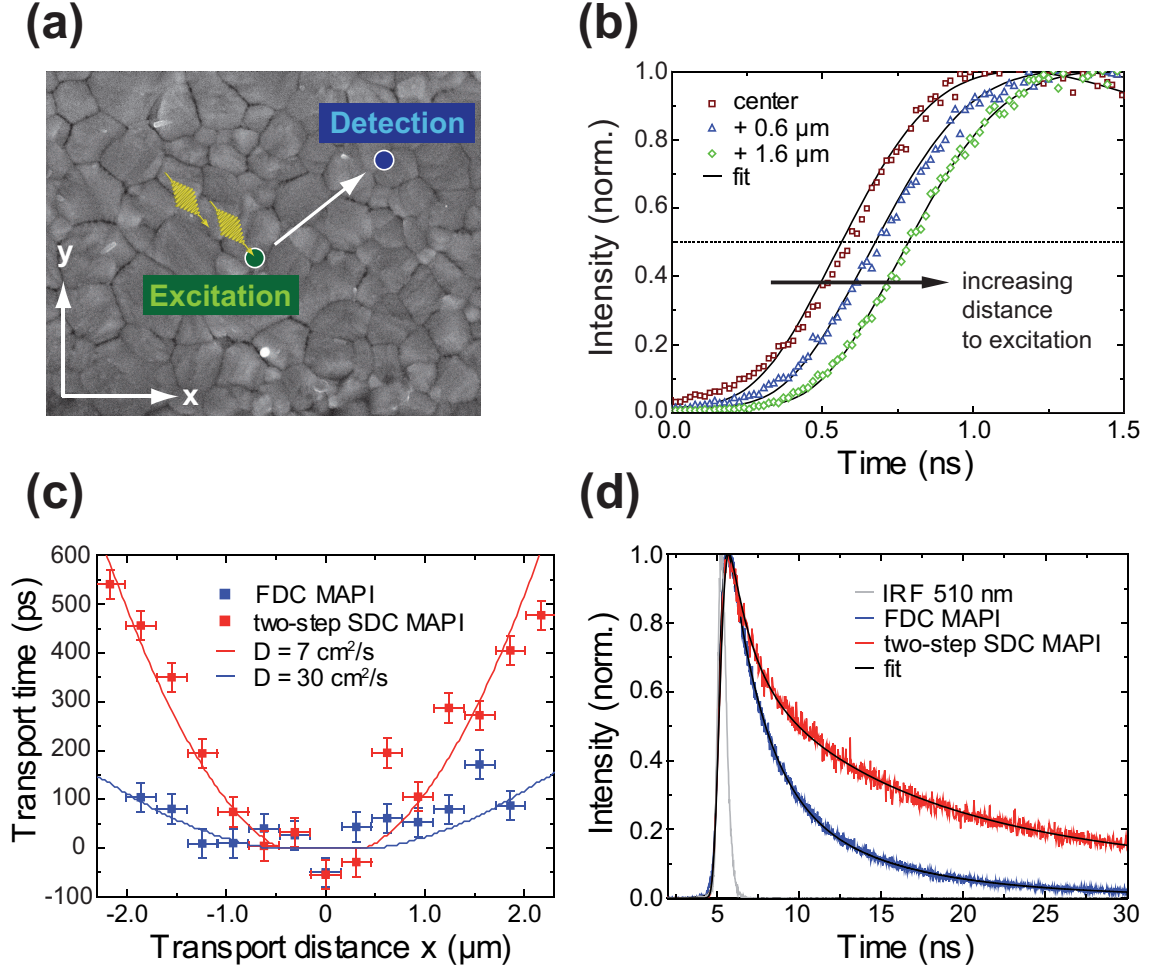 (a)
Detection
Excitation
y
x
(b)
Intensity (norm.)
1.0
0.8
0.6
0.4
0.2
0.0
center
+ 0.6 µm
+ 1.6 µm
fit
increasing
distance
to excitation
0.0
0.5
1.0
1.5
Time (ns)
(c)
Transport time (ps)
600
500
400
300
200
100
0
-100
FDC MAPI
two-step SDC MAPI
D = 7 cm²/s
D = 30 cm²/s
-2.0
-1.0
0
1.0
2.0
Transport distance x (µm)
(d)
Intensity (norm.)
1.0
0.8
0.6
0.4
0.2
0.0
IRF 510 nm
FDC MAPI
two-step SDC MAPI
fit
5
10
15
20
25
30
Time (ns)